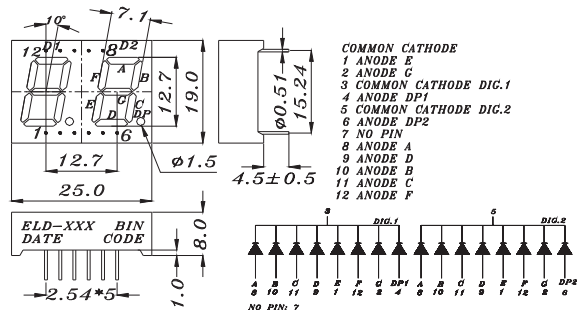 10°
7.1
12
D1
8
D2
A
F
B
G
E
C
D
DP
1
6
12.7
19.0
12.7
Ø1.5
25.0
Ø0.51
15.24
4.5±0.5
COMMON CATHODE
1 ANODE E
2 ANODE G
3 COMMON CATHODE DIG.1
4 ANODE DP1
5 COMMON CATHODE DIG.2
6 ANODE DP2
7 NO PIN
8 ANODE A
9 ANODE D
10 ANODE B
11 ANODE C
12 ANODE F
ELD-XXX BIN
DATE CODE
8.0
2.54*5
1.0
3
DIG.1
5
DIG.2
A B C D E F G DP1
8 10 11 9 1 12 2 4
A B C D E F G DP2
8 10 11 9 1 12 2 6
NO PIN: 7